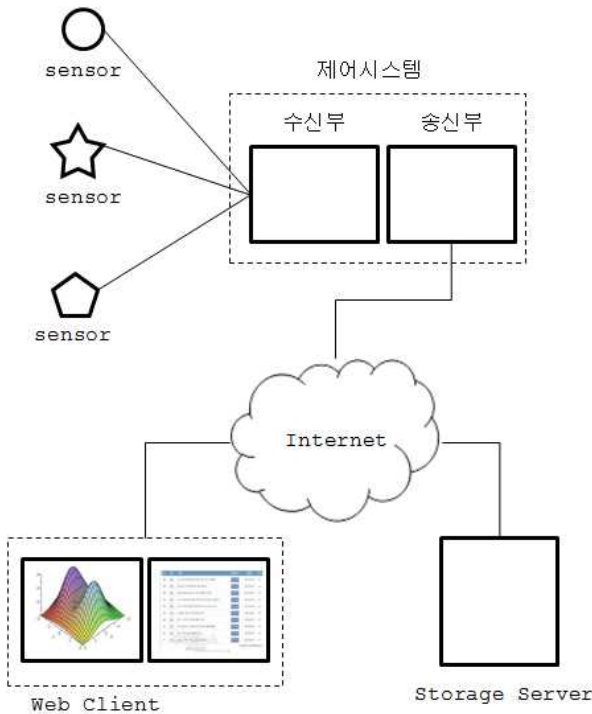 sensor
제어시스템
수신부
송신부
sensor
sensor
Internet
Web Client
Storage Server